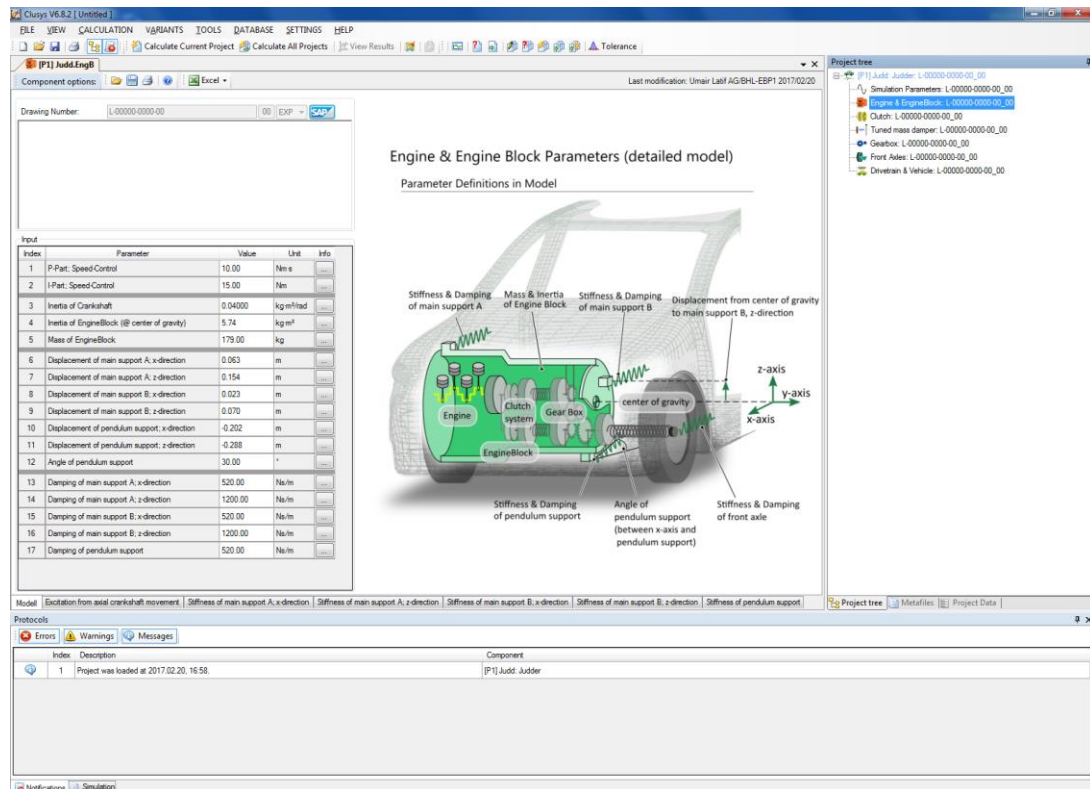 Clusys V6.8.2 [ Untitled ]
FILE VIEW CALCULATION VARIANTS TOOLS DATABASE SETTINGS HELP
Calculate Current Project Calculate All Projects View Results Tolerance
[P1] Judd.EngB
Component options: Excel Last modification: Umair Latif AG/BHL-EBP1 2017/02/20
Drawing Number: L-00000-0000-00 00 EXP SAP
Engine & Engine Block Parameters (detailed model)
Parameter Definitions in Model
Input
Index Parameter Value Unit Info
1 P-Part; Speed-Control 10.00 Nm s ...
2 I-Part; Speed-Control 15.00 Nm ...
3 Inertia of Crankshaft 0.04000 kg·m²/rad ...
4 Inertia of EngineBlock (@ center of gravity) 5.74 kg·m² ...
5 Mass of EngineBlock 179.00 kg ...
6 Displacement of main support A; x-direction 0.063 m ...
7 Displacement of main support A; z-direction 0.154 m ...
8 Displacement of main support B; x-direction 0.023 m ...
9 Displacement of main support B; z-direction 0.070 m ...
10 Displacement of pendulum support; x-direction -0.202 m ...
11 Displacement of pendulum support; z-direction -0.288 m ...
12 Angle of pendulum support 30.00 ° ...
13 Damping of main support A; x-direction 520.00 Ns/m ...
14 Damping of main support A; z-direction 1200.00 Ns/m ...
15 Damping of main support B; x-direction 520.00 Ns/m ...
16 Damping of main support B; z-direction 1200.00 Ns/m ...
17 Damping of pendulum support 520.00 Ns/m ...
Stiffness & Damping
of main support A
Mass & Inertia
of Engine Block
Stiffness & Damping
of main support B
Displacement from center of gravity
to main support B, z-direction
z-axis
y-axis
x-axis
center of gravity
Engine
Clutch
system
Gear Box
EngineBlock
Stiffness & Damping
of pendulum support
Angle of
pendulum support
(between x-axis and
pendulum support)
Stiffness & Damping
of front axle
Modell Excitation from axial crankshaft movement Stiffness of main support A; x-direction Stiffness of main support A; z-direction Stiffness of main support B; x-direction Stiffness of main support B; z-direction Stiffness of pendulum support
Project tree
[P1] Judd: Judder: L-00000-0000-00_00
Simulation Parameters: L-00000-0000-00_00
Engine & EngineBlock: L-00000-0000-00_00
Clutch: L-00000-0000-00_00
Tuned mass damper: L-00000-0000-00_00
Gearbox: L-00000-0000-00_00
Front Axles: L-00000-0000-00_00
Drivetrain & Vehicle: L-00000-0000-00_00
Project tree Metafiles Project Data
Protocols
Errors Warnings Messages
Index Description Component
1 Project was loaded at 2017.02.20, 16:58. [P1] Judd: Judder
Notifications Simulation